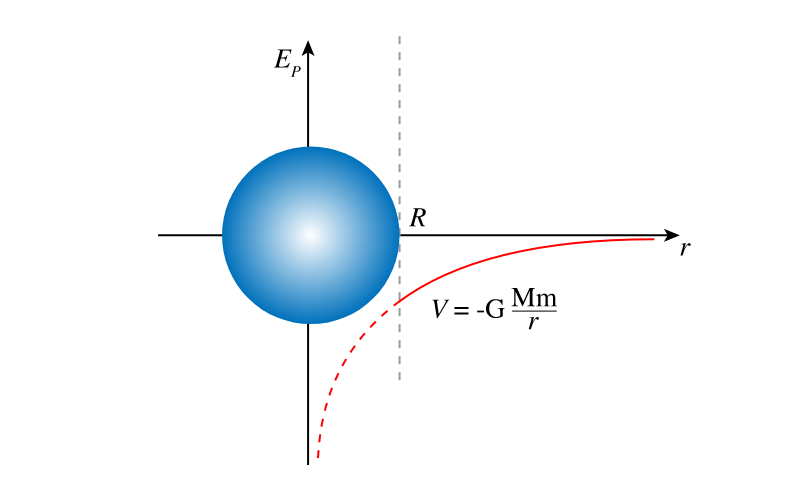 E_P
R
r
V = -G Mm/r